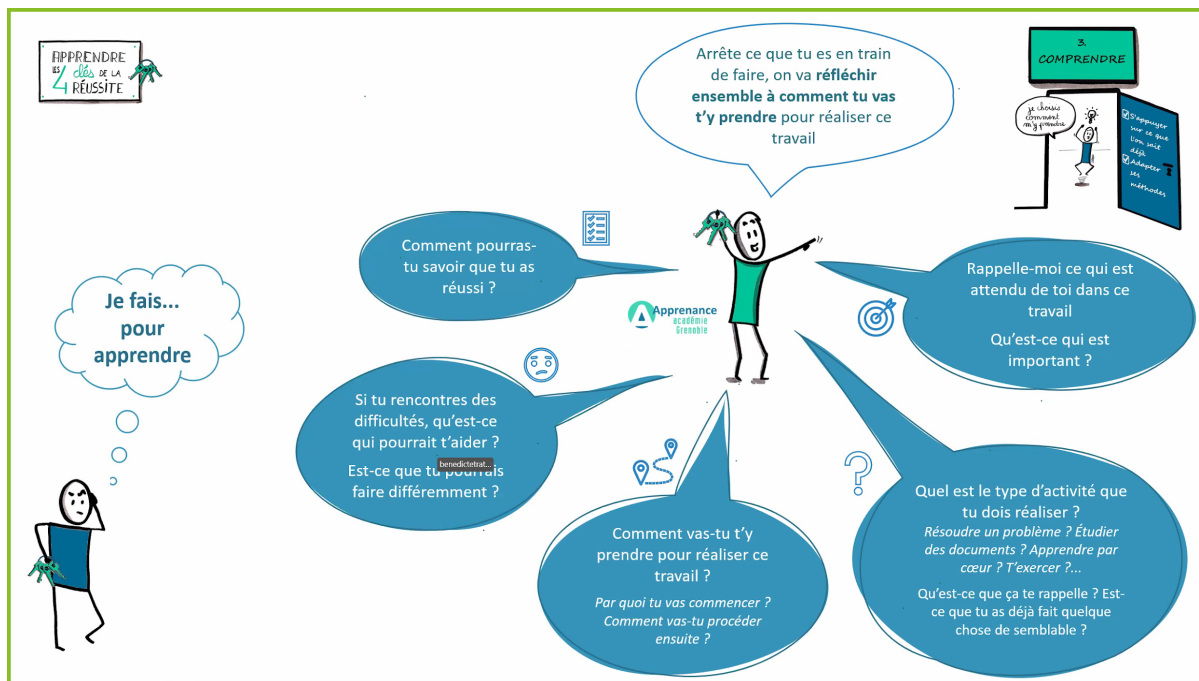 APPRENDRE
LES 4 clés DE LA
RÉUSSITE
Arrête ce que tu es en train
de faire, on va réfléchir
ensemble à comment tu vas
t'y prendre pour réaliser ce
travail
3.
COMPRENDRE
je choisis
comment
m'y prendre
S'appuyer
sur ce que
l'on sait
déjà
Adapter
ses
méthodes
Comment pourras-
tu savoir que tu as
réussi ?
Rappelle-moi ce qui est
attendu de toi dans ce
travail
Qu'est-ce qui est
important ?
Je fais...
pour
apprendre
Apprenance
académie
Grenoble
Si tu rencontres des
difficultés, qu'est-ce
qui pourrait t'aider ?
benedictetrat...
Est-ce que tu pourrais
faire différemment ?
Comment vas-tu t'y
prendre pour réaliser ce
travail ?
Par quoi tu vas commencer ?
Comment vas-tu procéder
ensuite ?
Quel est le type d'activité que
tu dois réaliser ?
Résoudre un problème ? Étudier
des documents ? Apprendre par
cœur ? T'exercer ?...
Qu'est-ce que ça te rappelle ? Est-
ce que tu as déjà fait quelque
chose de semblable ?